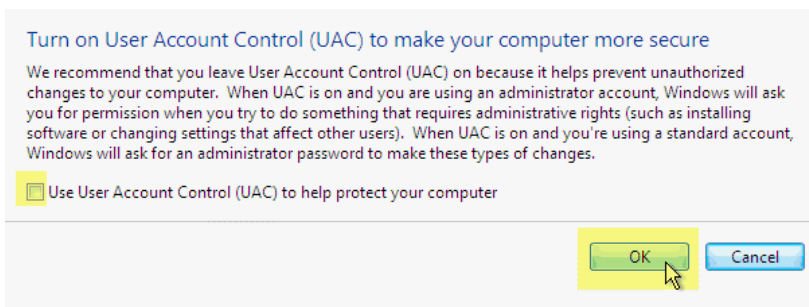 Turn on User Account Control (UAC) to make your computer more secure
We recommend that you leave User Account Control (UAC) on because it helps prevent unauthorized
changes to your computer.  When UAC is on and you are using an administrator account, Windows will ask
you for permission when you try to do something that requires administrative rights (such as installing
software or changing settings that affect other users).  When UAC is on and you're using a standard account,
Windows will ask for an administrator password to make these types of changes.
Use User Account Control (UAC) to help protect your computer
OK Cancel